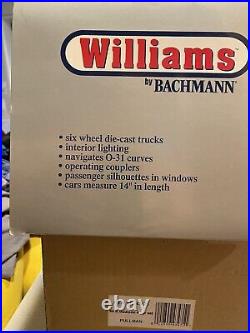 Williams
by BACHMANN
• six wheel die-cast trucks
• interior lighting
• navigates O-31 curves
• operating couplers
• passenger silhouettes in windows
• cars measure 14" in length
PULLMAN